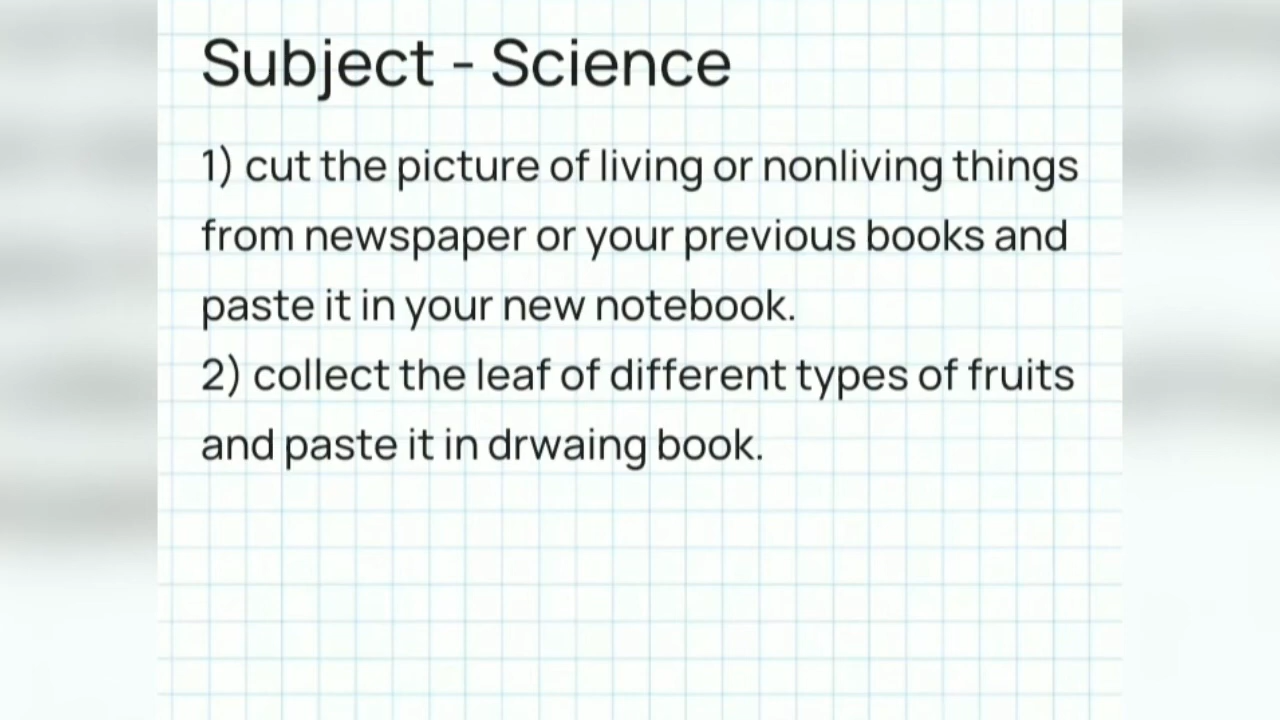 Subject - Science
1) cut the picture of living or nonliving things
from newspaper or your previous books and
paste it in your new notebook.
2) collect the leaf of different types of fruits
and paste it in drwaing book.